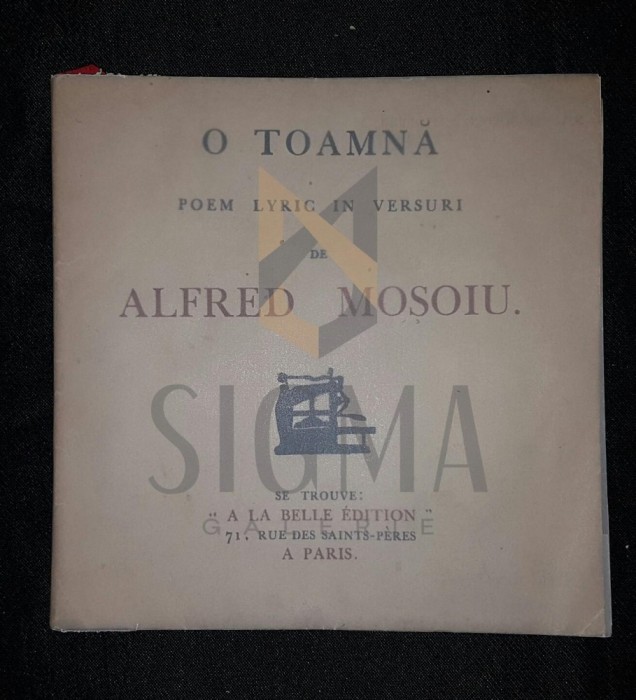 O TOAMNĂ
POEM LYRIC IN VERSURI
DE
ALFRED MOȘOIU.
SIGMA
SE TROUVE:
" A LA BELLE ÉDITION "
GALERIE
71, RUE DES SAINTS-PÈRES
A PARIS.